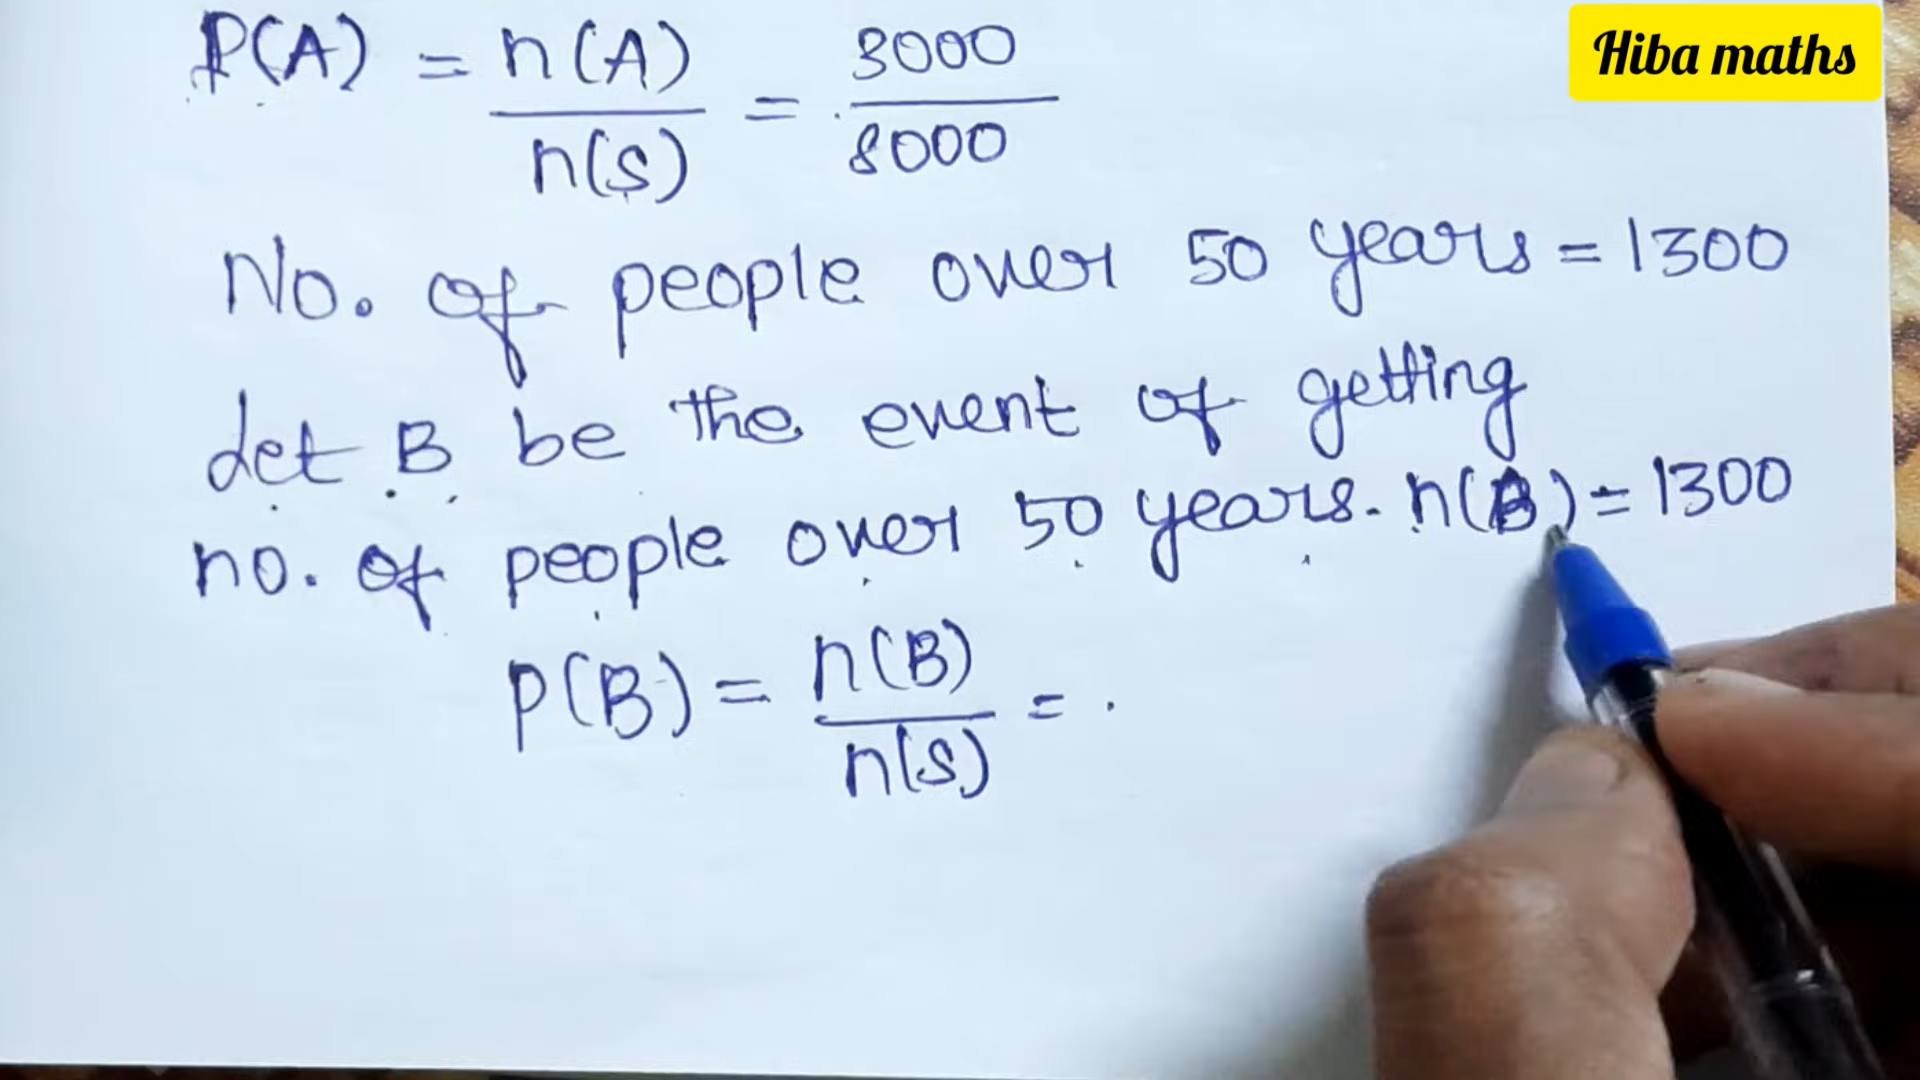 Hiba maths
P(A) = n(A) / n(S) = 3000 / 8000
No. of people over 50 years = 1300
Let B be the event of getting
no. of people over 50 years. n(B) = 1300
P(B) = n(B) / n(S) =